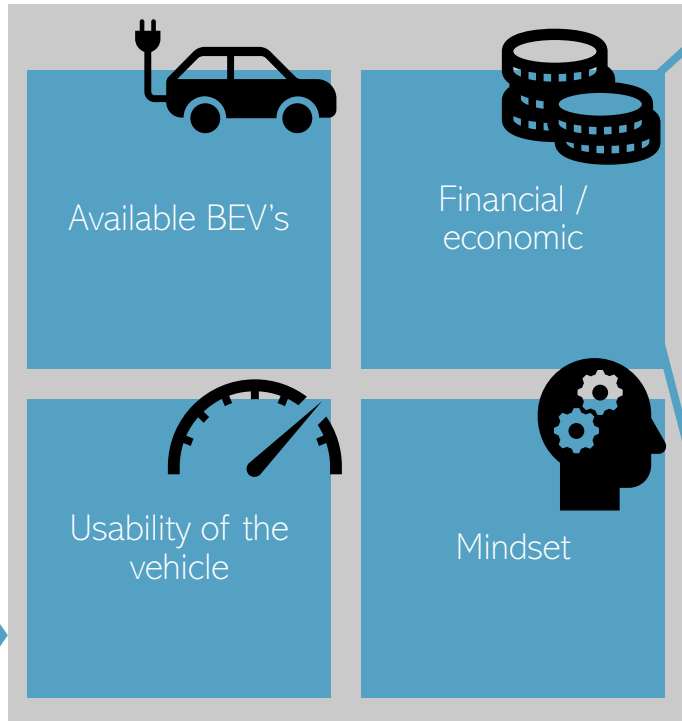 Available BEV's
Financial /
economic
Usability of the
vehicle
Mindset